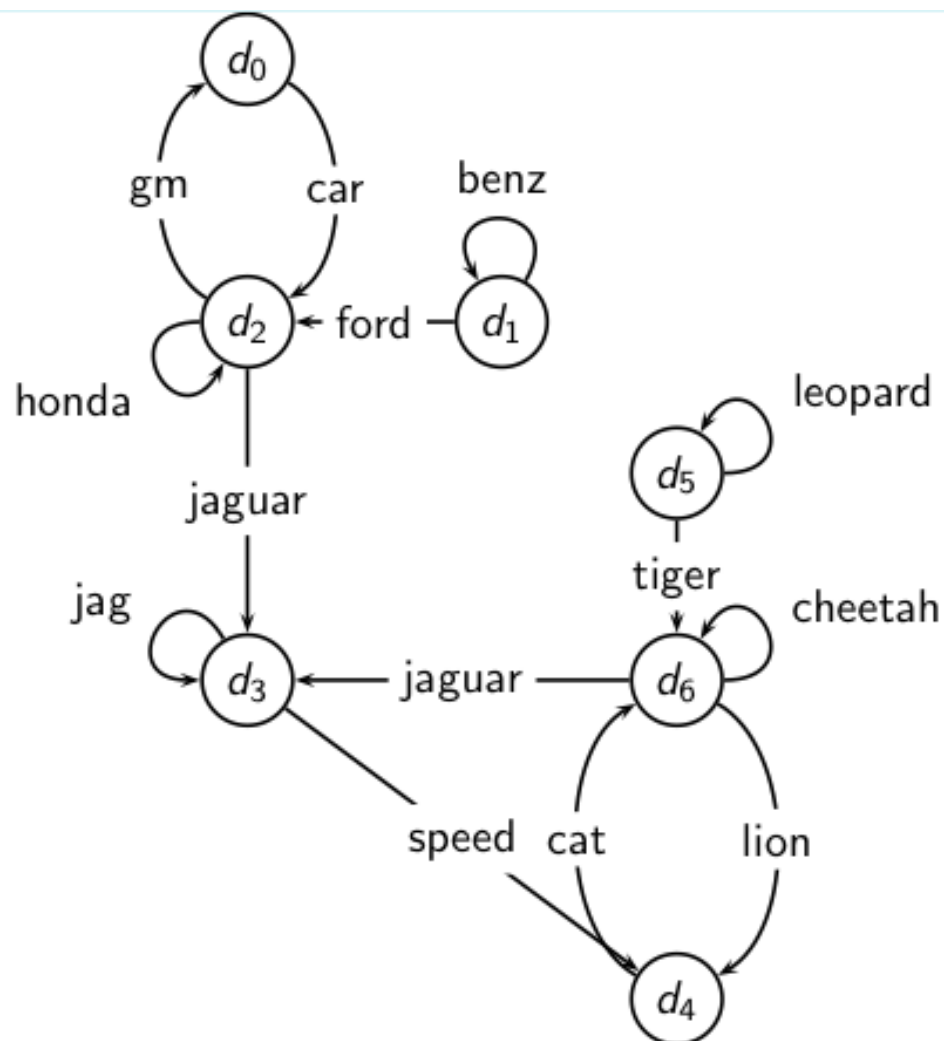 d₀
gm car
benz
d₂ ford d₁
honda
leopard
d₅
jaguar
tiger
jag cheetah
d₃ jaguar d₆
speed cat lion
d₄